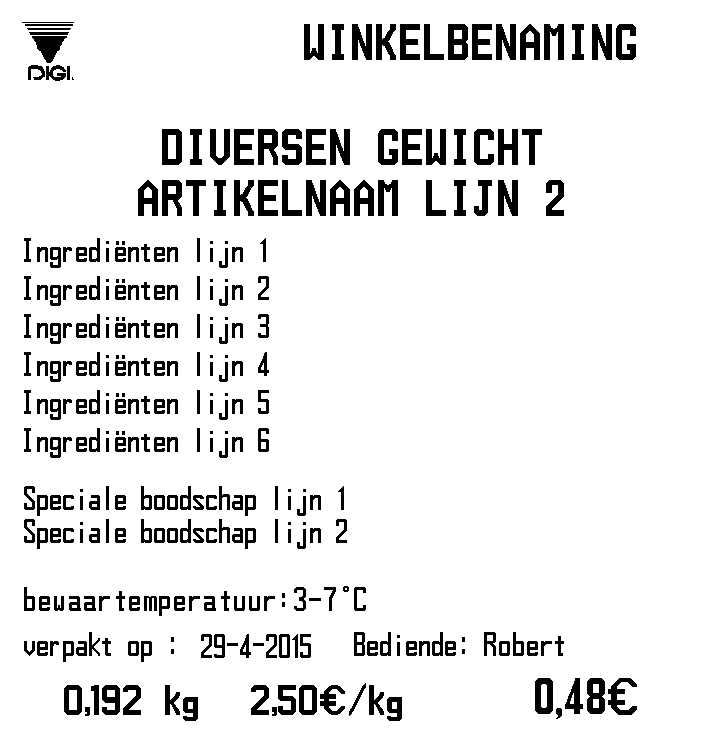 DIGI.
WINKELBENAMING
DIVERSEN GEWICHT
ARTIKELNAAM LIJN 2
Ingrediënten lijn 1
Ingrediënten lijn 2
Ingrediënten lijn 3
Ingrediënten lijn 4
Ingrediënten lijn 5
Ingrediënten lijn 6
Speciale boodschap lijn 1
Speciale boodschap lijn 2
bewaartemperatuur:3-7°C
verpakt op : 29-4-2015 Bediende: Robert
0,192 kg 2,50€/kg 0,48€